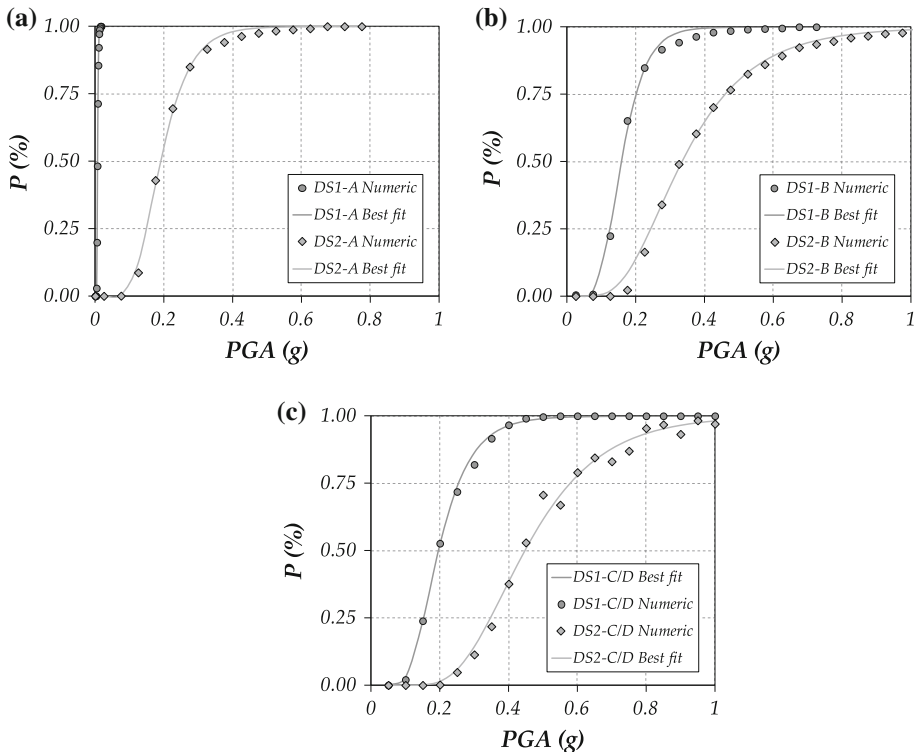 (a)
1.00
0.75
0.50
0.25
0.00
P (%)
0 0.2 0.4 0.6 0.8 1
PGA (g)
DS1-A Numeric
DS1-A Best fit
DS2-A Numeric
DS2-A Best fit
(b)
1.00
0.75
0.50
0.25
0.00
P (%)
0 0.2 0.4 0.6 0.8 1
PGA (g)
DS1-B Numeric
DS1-B Best fit
DS2-B Numeric
DS2-B Best fit
(c)
1.00
0.75
0.50
0.25
0.00
P (%)
0 0.2 0.4 0.6 0.8 1
PGA (g)
DS1-C/D Best fit
DS1-C/D Numeric
DS2-C/D Numeric
DS2-C/D Best fit